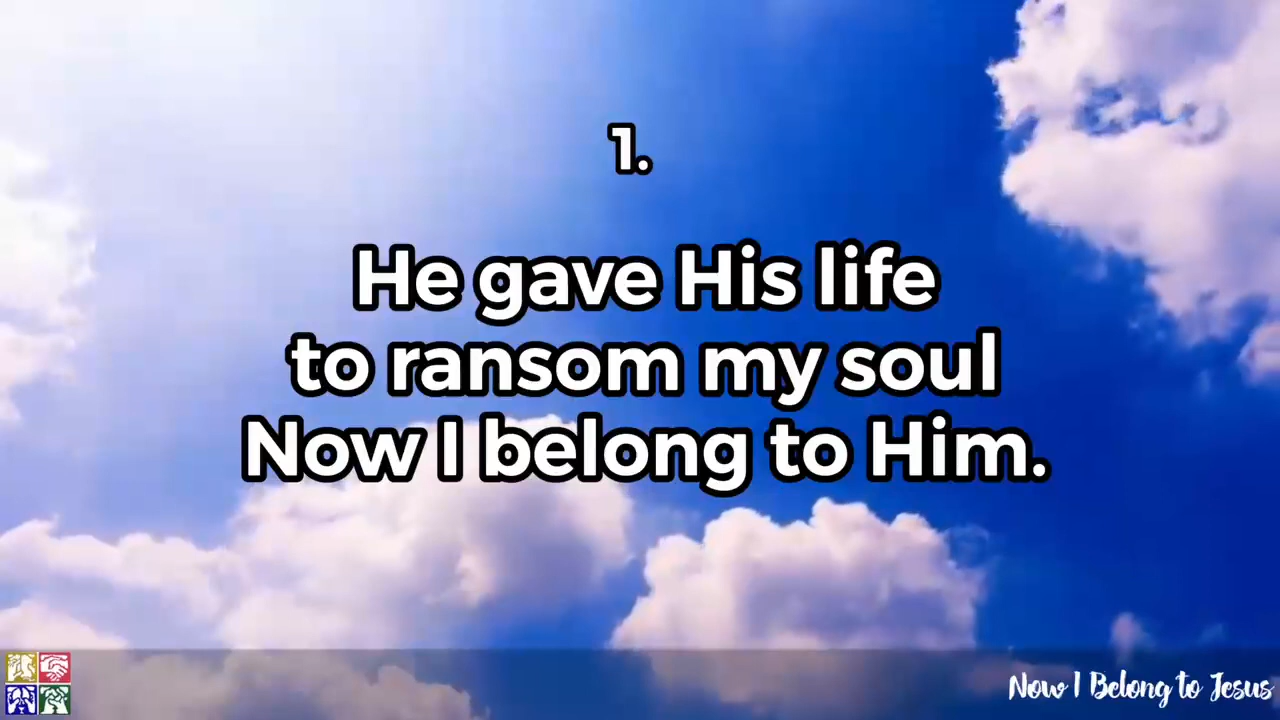 1.
He gave His life
to ransom my soul
Now I belong to Him.
Now I Belong to Jesus